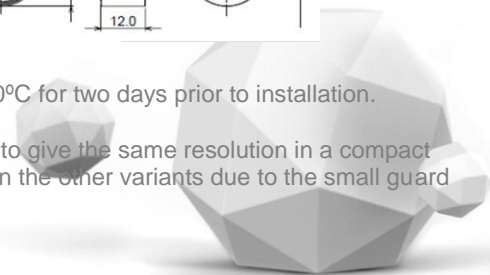 12.0
0ºC for two days prior to installation.
to give the same resolution in a compact
n the other variants due to the small guard